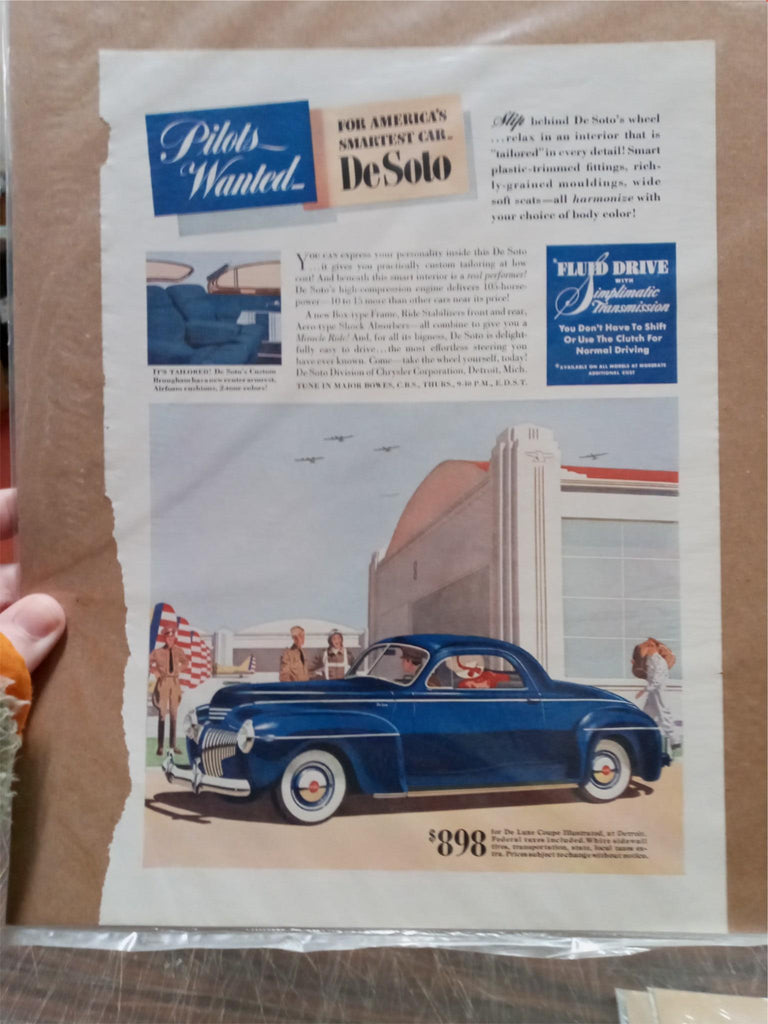 Pilots
Wanted...
FOR AMERICA'S
SMARTEST CAR...
De Soto
Slip behind De Soto's wheel
...relax in an interior that is
"tailored" in every detail! Smart
plastic-trimmed fittings, rich-
ly-grained mouldings, wide
soft seats—all harmonize with
your choice of body color!
YOU CAN express your personality inside this De Soto
...it gives you practically custom tailoring at low
cost! And beneath this smart interior is a real performer!
De Soto's high-compression engine delivers 105 horse-
power—10 to 15 more than other cars near its price!
A new Box-type Frame, Ride Stabilizers front and rear,
Aero-type Shock Absorbers—all combine to give you a
Miracle Ride! And, for all its bigness, De Soto is delight-
fully easy to drive...the most effortless steering you
have ever known. Come—take the wheel yourself, today!
De Soto Division of Chrysler Corporation, Detroit, Mich.
TUNE IN MAJOR BOWES, C.B.S., THURS., 9-10 P.M., E.D.S.T.
IT'S TAILORED! De Soto's Custom
Brougham has a new center armrest,
Airfoam cushions, 2-tone colors!
*FLUID DRIVE
WITH
Simplimatic
Transmission
You Don't Have To Shift
Or Use The Clutch For
Normal Driving
*AVAILABLE ON ALL MODELS AT MODERATE
ADDITIONAL COST
$898 for De Luxe Coupe Illustrated, at Detroit.
Federal taxes included. White sidewall
tires, transportation, state, local taxes ex-
tra. Prices subject to change without notice.